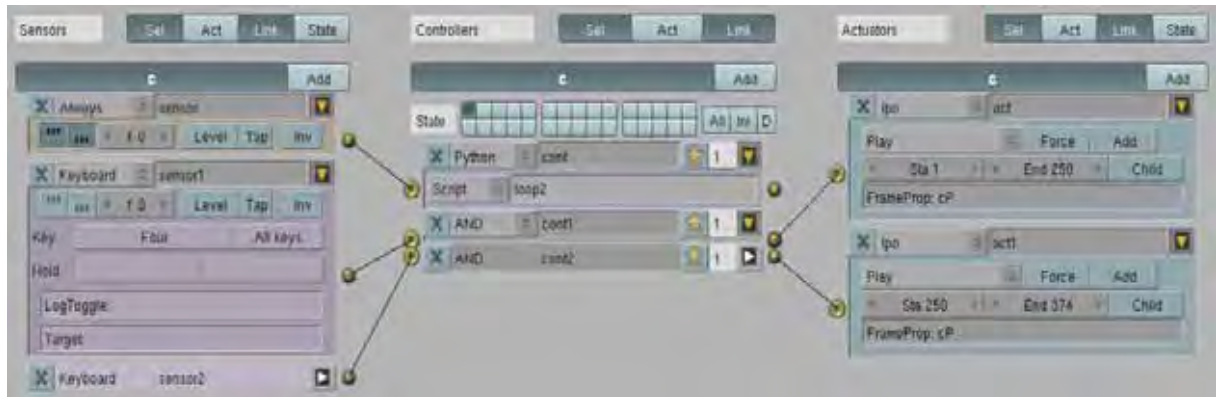 Sensors Sel Act Link State
c Add
Always sensor
f 0 Level Tap Inv
Keyboard sensor1
f 0 Level Tap Inv
Key Four All keys
Hold
LogToggle:
Target:
Keyboard sensor2
Controllers Sel Act Link
c Add
State All Ini D
Python cont 1
Script loop2
AND cont1 1
AND cont2 1
Actuators Sel Act Link State
c Add
Ipo act
Play Force Add
Sta 1 End 250 Child
FrameProp: cP
Ipo act1
Play Force Add
Sta 250 End 374 Child
FrameProp: cP